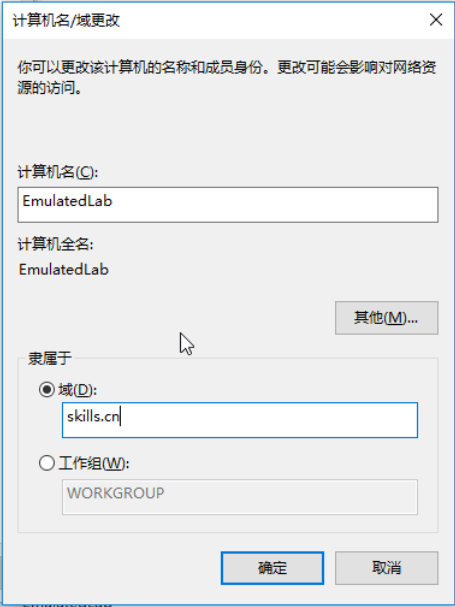 计算机名/域更改
你可以更改该计算机的名称和成员身份。更改可能会影响对网络资
源的访问。
计算机名(C):
EmulatedLab
计算机全名:
EmulatedLab
其他(M)...
隶属于
域(D):
skills.cn
工作组(W):
WORKGROUP
确定
取消